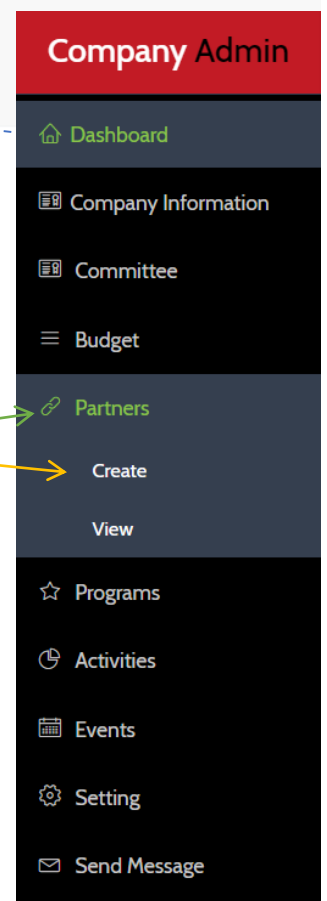 Company Admin
Dashboard
Company Information
Committee
Budget
Partners
Create
View
Programs
Activities
Events
Setting
Send Message